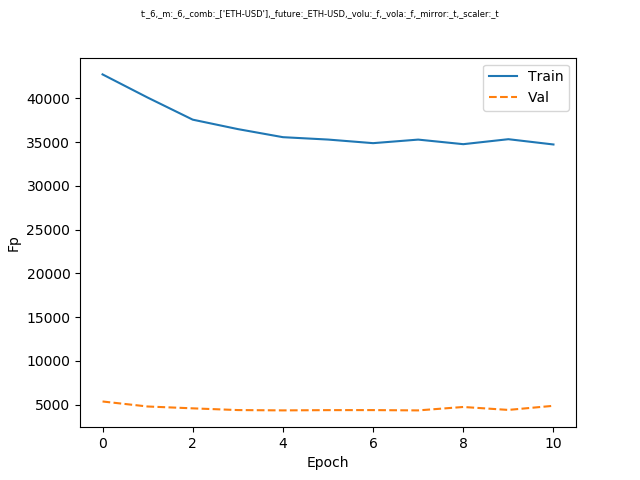 t:_6,_m:_6,_comb:_['ETH-USD'],_future:_ETH-USD,_volu:_f,_vola:_f,_mirror:_t,_scaler:_t
Train
Val
40000
35000
30000
25000
20000
15000
10000
5000
Fp
0 2 4 6 8 10
Epoch